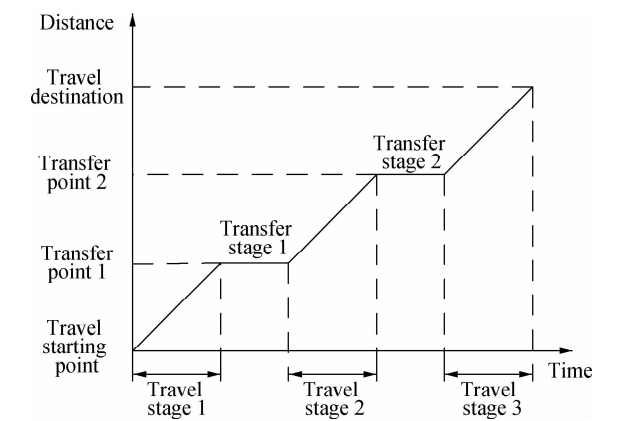 Distance
Travel
destination
Transfer
stage 2
Transfer
point 2
Transfer
stage 1
Transfer
point 1
Travel
starting
point
Time
Travel
stage 1
Travel
stage 2
Travel
stage 3